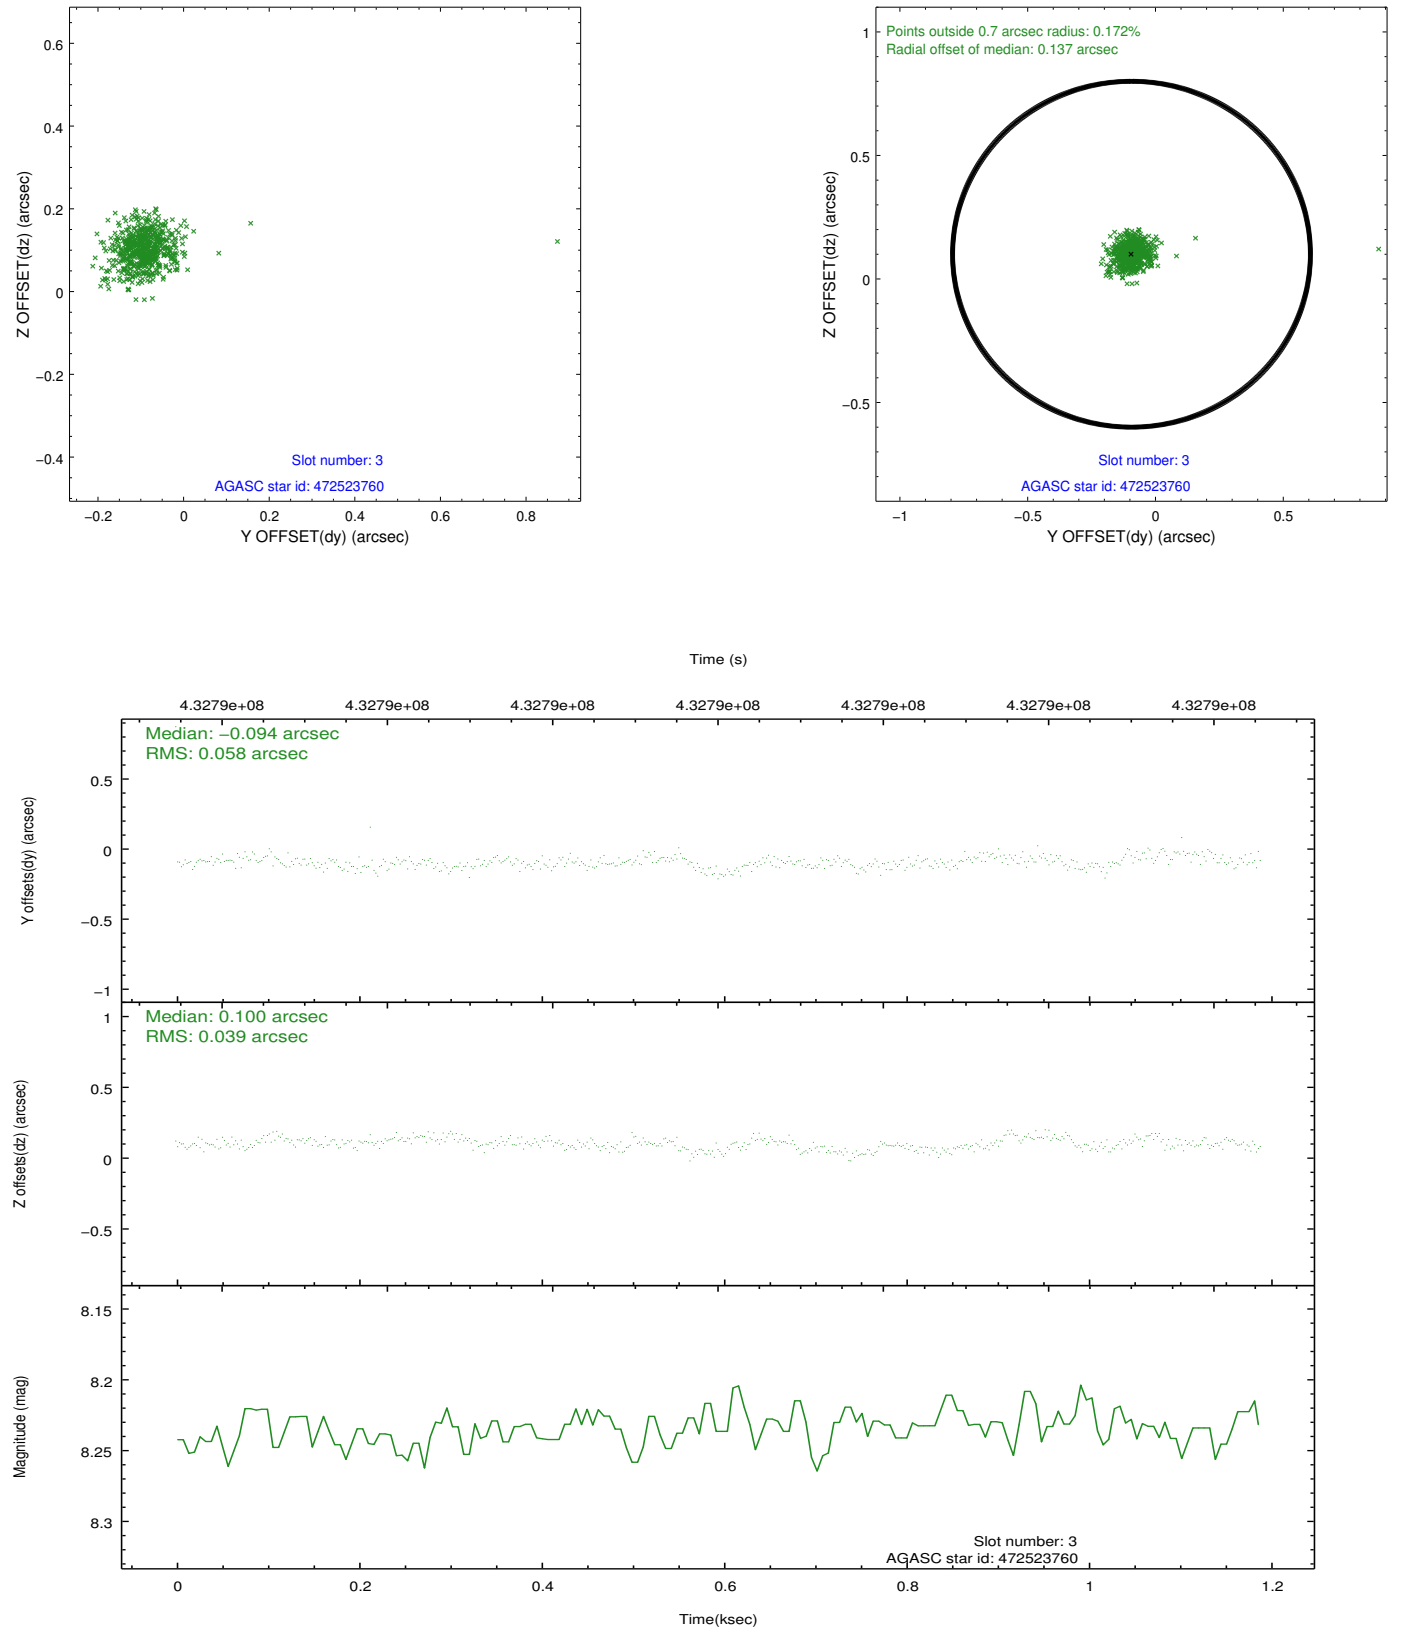 0.6
0.4
0.2
0
−0.2
−0.4
Z OFFSET(dz) (arcsec)
Slot number: 3
AGASC star id: 472523760
−0.2 0 0.2 0.4 0.6 0.8
Y OFFSET(dy) (arcsec)
Points outside 0.7 arcsec radius: 0.172%
Radial offset of median: 0.137 arcsec
1
0.5
0
−0.5
Z OFFSET(dz) (arcsec)
Slot number: 3
AGASC star id: 472523760
−1 −0.5 0 0.5
Y OFFSET(dy) (arcsec)
Time (s)
4.3279e+08 4.3279e+08 4.3279e+08 4.3279e+08 4.3279e+08 4.3279e+08 4.3279e+08
Median: −0.094 arcsec
RMS: 0.058 arcsec
0.5
0
−0.5
−1
Y offsets(dy) (arcsec)
Median: 0.100 arcsec
RMS: 0.039 arcsec
1
0.5
0
−0.5
Z offsets(dz) (arcsec)
8.15
8.2
8.25
8.3
Magnitude (mag)
Slot number: 3
AGASC star id: 472523760
0 0.2 0.4 0.6 0.8 1 1.2
Time(ksec)